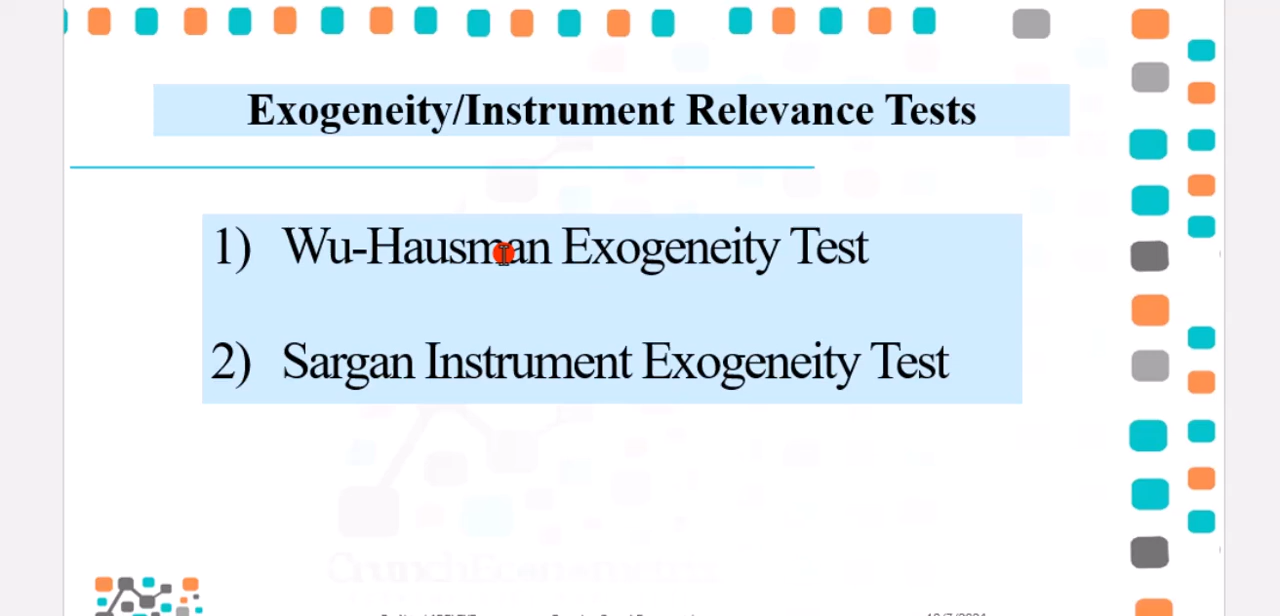 Exogeneity/Instrument Relevance Tests
1) Wu-Hausman Exogeneity Test
2) Sargan Instrument Exogeneity Test